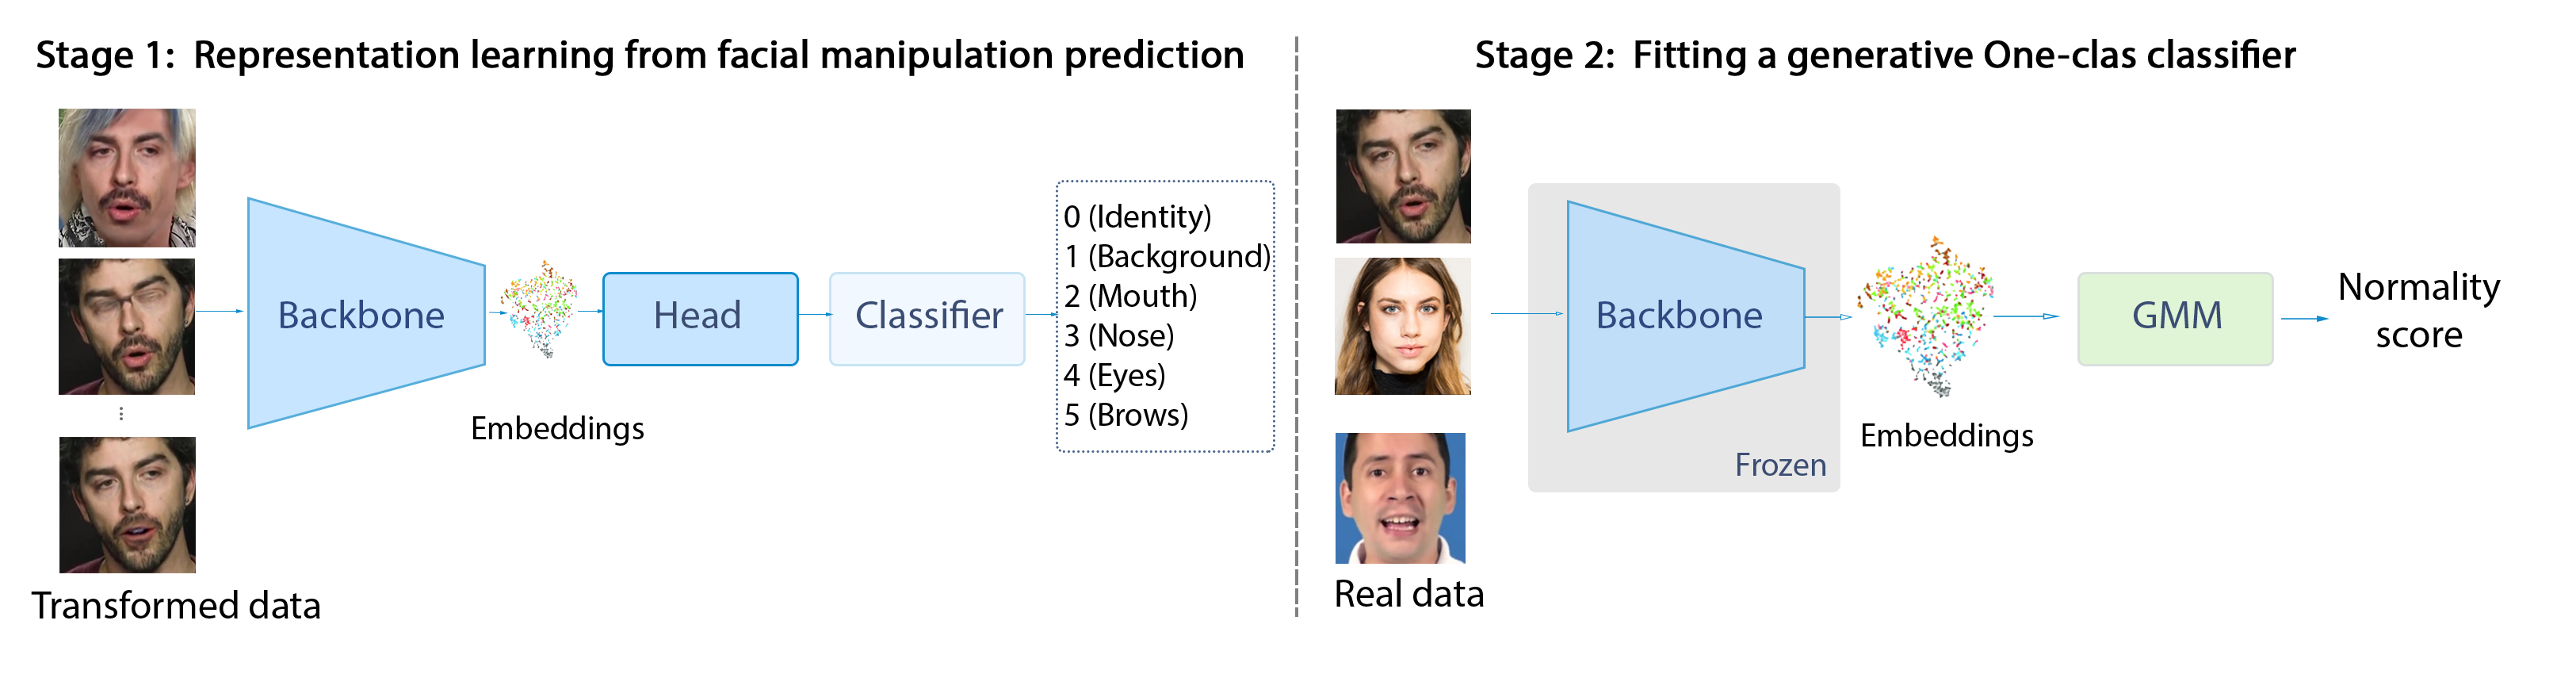 Stage 1: Representation learning from facial manipulation prediction
Backbone
Embeddings
Head
Classifier
0 (Identity)
1 (Background)
2 (Mouth)
3 (Nose)
4 (Eyes)
5 (Brows)
Transformed data
Stage 2: Fitting a generative One-clas classifier
Backbone
Frozen
Embeddings
GMM
Normality
score
Real data